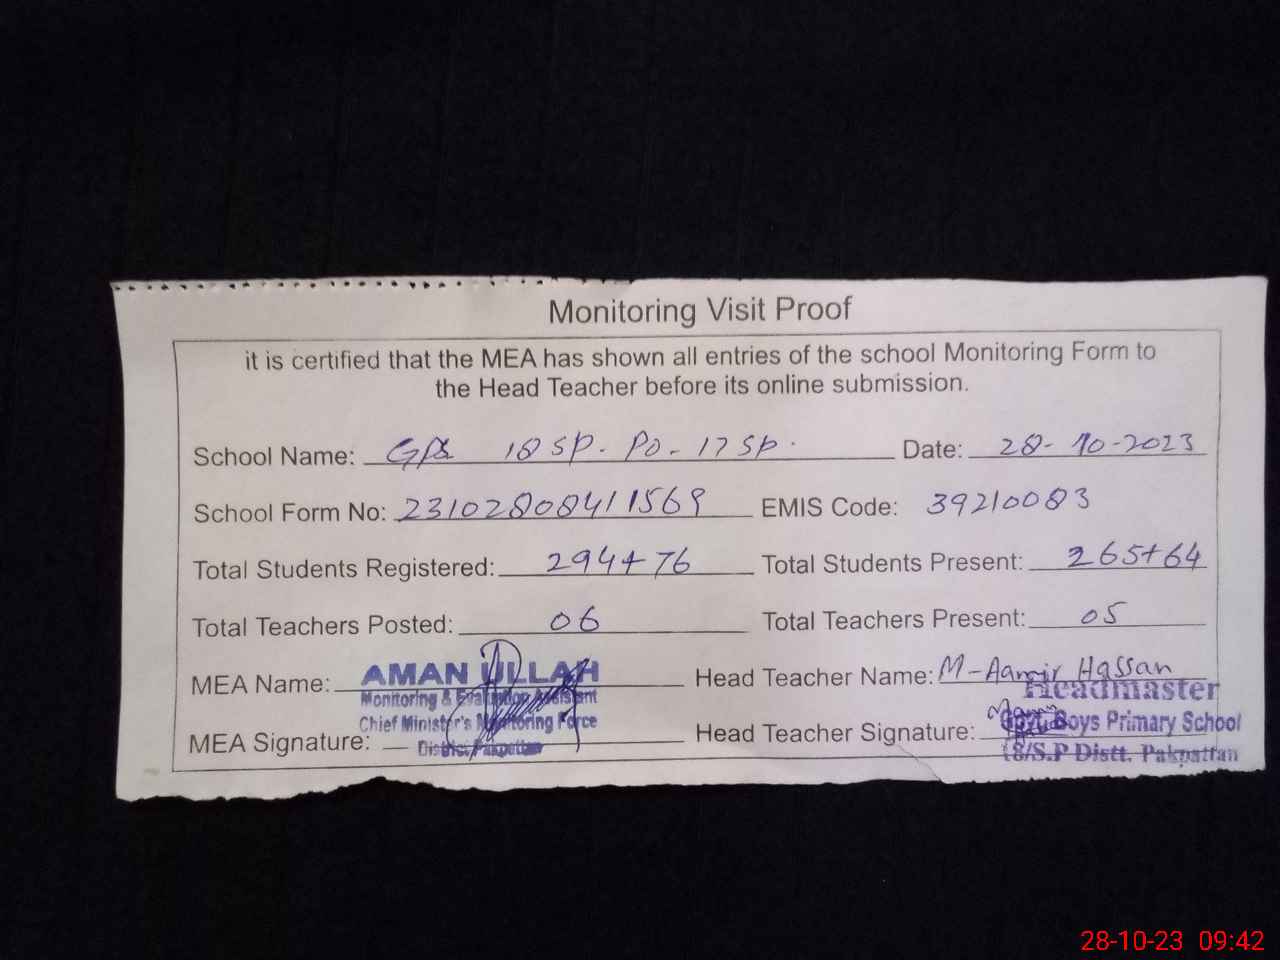 Monitoring Visit Proof
it is certified that the MEA has shown all entries of the school Monitoring Form to
the Head Teacher before its online submission.
School Name: GPS 18 SP. PO. 17 SP. Date: 28-10-2023
School Form No: 23102808411569 EMIS Code: 39210083
Total Students Registered: 294+76 Total Students Present: 265+64
Total Teachers Posted: 06 Total Teachers Present: 05
MEA Name: AMAN ULLAH Head Teacher Name: M-Aamir Hassan
Monitoring & Evaluation Assistant Headmaster
Chief Minister's Monitoring Force Govt. Boys Primary School
MEA Signature: District Pakpattan Head Teacher Signature: 18/S.P Distt. Pakpattan
28-10-23 09:42